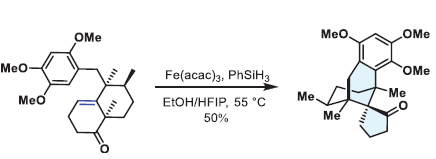 OMe
MeO
MeO
O
Fe(acac)₃, PhSiH₃
EtOH/HFIP, 55 °C
50%
MeO
OMe
OMe
Me
Me
Me
O